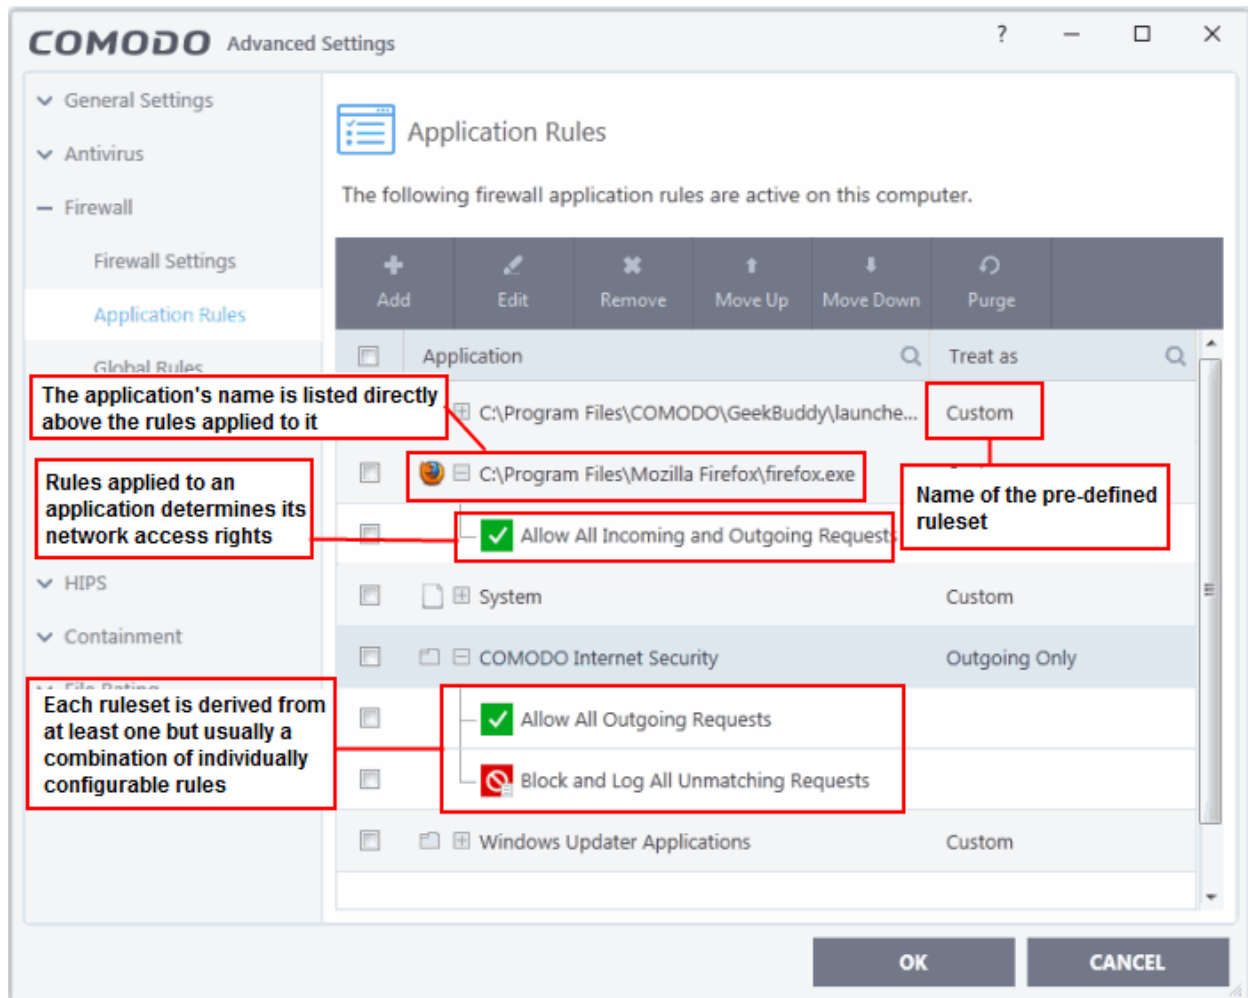 COMODO Advanced Settings
?
General Settings
Antivirus
Firewall
Firewall Settings
Application Rules
Global Rules
HIPS
Containment
File Rating
Application Rules
The following firewall application rules are active on this computer.
Add
Edit
Remove
Move Up
Move Down
Purge
Application
Treat as
C:\Program Files\COMODO\GeekBuddy\launche...
Custom
C:\Program Files\Mozilla Firefox\firefox.exe
Allow All Incoming and Outgoing Requests
System
Custom
COMODO Internet Security
Outgoing Only
Allow All Outgoing Requests
Block and Log All Unmatching Requests
Windows Updater Applications
Custom
The application's name is listed directly
above the rules applied to it
Rules applied to an
application determines its
network access rights
Name of the pre-defined
ruleset
Each ruleset is derived from
at least one but usually a
combination of individually
configurable rules
OK
CANCEL